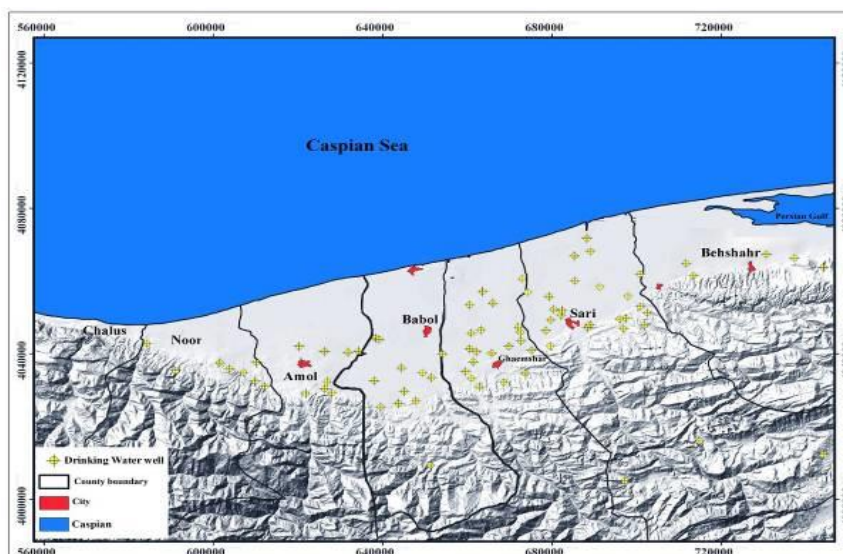 560000 600000 640000 680000 720000
4120000
Caspian Sea
4080000
Persian Gulf
Behshahr
Chalus Noor Babol Sari
4040000
Amol Ghaemshar
Drinking Water well
County boundary
City
Caspian
4000000
560000 600000 640000 680000 720000